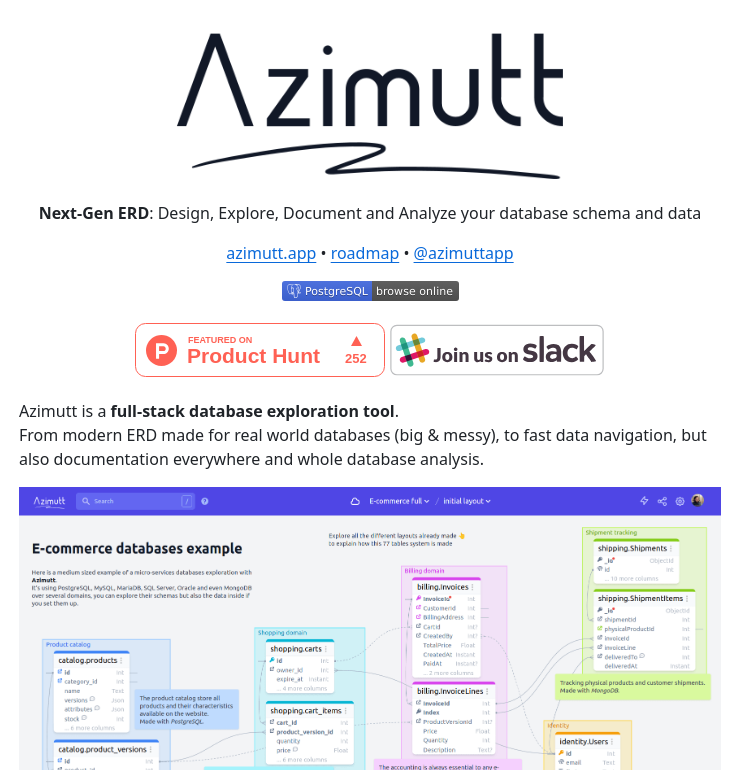 Azimutt
Next-Gen ERD: Design, Explore, Document and Analyze your database schema and data
azimutt.app • roadmap • @azimuttapp
PostgreSQL browse online
FEATURED ON
Product Hunt
252
Join us on slack
Azimutt is a full-stack database exploration tool.
From modern ERD made for real world databases (big & messy), to fast data navigation, but
also documentation everywhere and whole database analysis.
Azimutt
Search
/
E-commerce full / initial layout
E-commerce databases example
Here is a medium sized example of a micro-services databases exploration with
Azimutt.
It's using PostgreSQL, MySQL, MariaDB, SQL Server, Oracle and even MongoDB
over several domains, you can explore their schemas but also the data inside if
you set them up.
Explore all the different layouts already made
to explain how this 77 tables system is made
Shipment tracking
shipping.Shipments
_id ObjectId
id int
... 10 more columns
shipping.ShipmentItems
_id ObjectId
shipmentId int
physicalProductId int
invoiceId int
invoiceLine int
deliveredTo int
deliveredAt Instant
Tracking physical products and customer shipments.
Made with MongoDB.
Billing domain
billing.Invoices
InvoiceId int
CustomerId int
BillingAddress int
CartId int?
CreatedBy int?
TotalPrice Float
CreatedAt Instant
PaidAt Instant?
... 2 more columns
billing.InvoiceLines
InvoiceId int
Index int
ProductVersionId int?
Price Float
Quantity int
Description Text?
The accounting is always essential to any e-
Shopping domain
shopping.carts
id int
owner_id int
expire_at Instant
... 4 more columns
shopping.cart_items
cart_id int
product_version_id int
quantity int
price Float
... 6 more columns
Product catalog
catalog.products
id int
category_id int
name Text
versions Json
attributes Json
stock int
... 6 more columns
The product catalog store all
products and their characteristics
available on the website.
Made with PostgreSQL.
catalog.product_versions
id int
Identity
identity.Users
id int
email Text